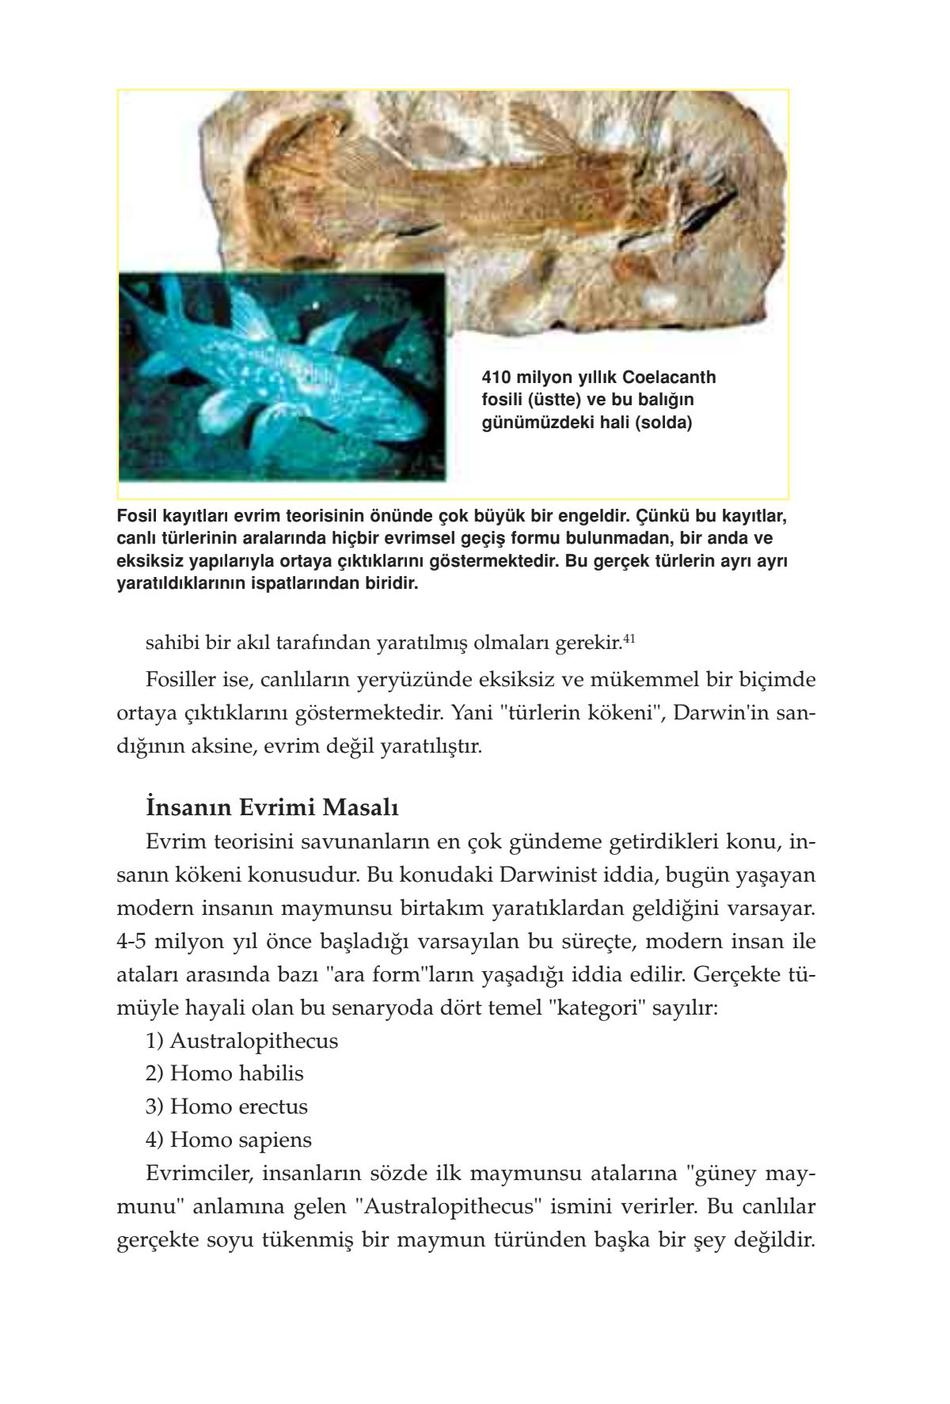 410 milyon yıllık Coelacanth
fosili (üstte) ve bu balığın
günümüzdeki hali (solda)
Fosil kayıtları evrim teorisinin önünde çok büyük bir engeldir. Çünkü bu kayıtlar,
canlı türlerinin aralarında hiçbir evrimsel geçiş formu bulunmadan, bir anda ve
eksiksiz yapılarıyla ortaya çıktıklarını göstermektedir. Bu gerçek türlerin ayrı ayrı
yaratıldıklarının ispatlarından biridir.
sahibi bir akıl tarafından yaratılmış olmaları gerekir.41
Fosiller ise, canlıların yeryüzünde eksiksiz ve mükemmel bir biçimde
ortaya çıktıklarını göstermektedir. Yani "türlerin kökeni", Darwin'in san-
dığının aksine, evrim değil yaratılıştır.
İnsanın Evrimi Masalı
Evrim teorisini savunanların en çok gündeme getirdikleri konu, in-
sanın kökeni konusudur. Bu konudaki Darwinist iddia, bugün yaşayan
modern insanın maymunsu birtakım yaratıklardan geldiğini varsayar.
4-5 milyon yıl önce başladığı varsayılan bu süreçte, modern insan ile
ataları arasında bazı "ara form"ların yaşadığı iddia edilir. Gerçekte tü-
müyle hayali olan bu senaryoda dört temel "kategori" sayılır:
1) Australopithecus
2) Homo habilis
3) Homo erectus
4) Homo sapiens
Evrimciler, insanların sözde ilk maymunsu atalarına "güney may-
munu" anlamına gelen "Australopithecus" ismini verirler. Bu canlılar
gerçekte soyu tükenmiş bir maymun türünden başka bir şey değildir.